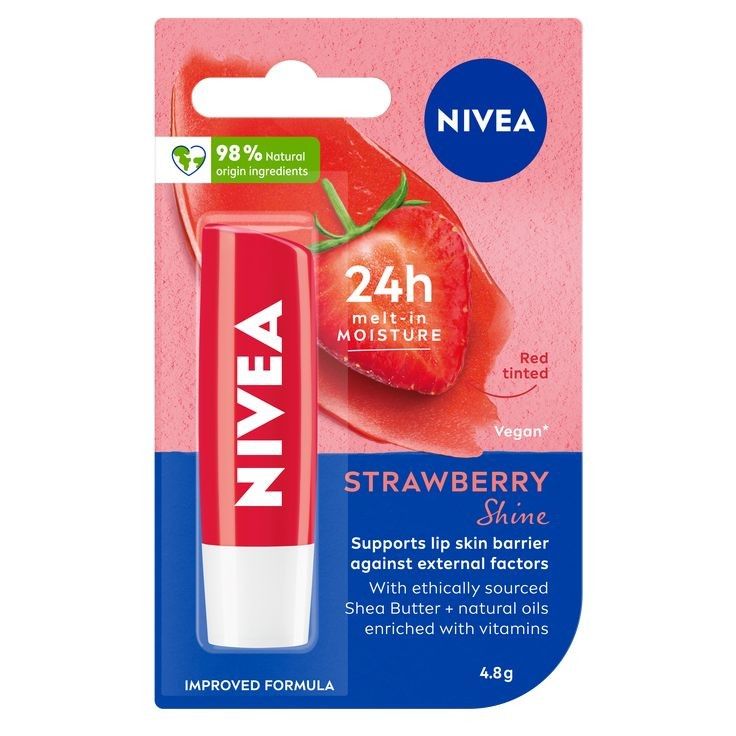 NIVEA
98% Natural
origin ingredients
24h
melt-in
MOISTURE
Red
tinted
Vegan*
NIVEA
STRAWBERRY
Shine
Supports lip skin barrier
against external factors
With ethically sourced
Shea Butter + natural oils
enriched with vitamins
4.8g
IMPROVED FORMULA